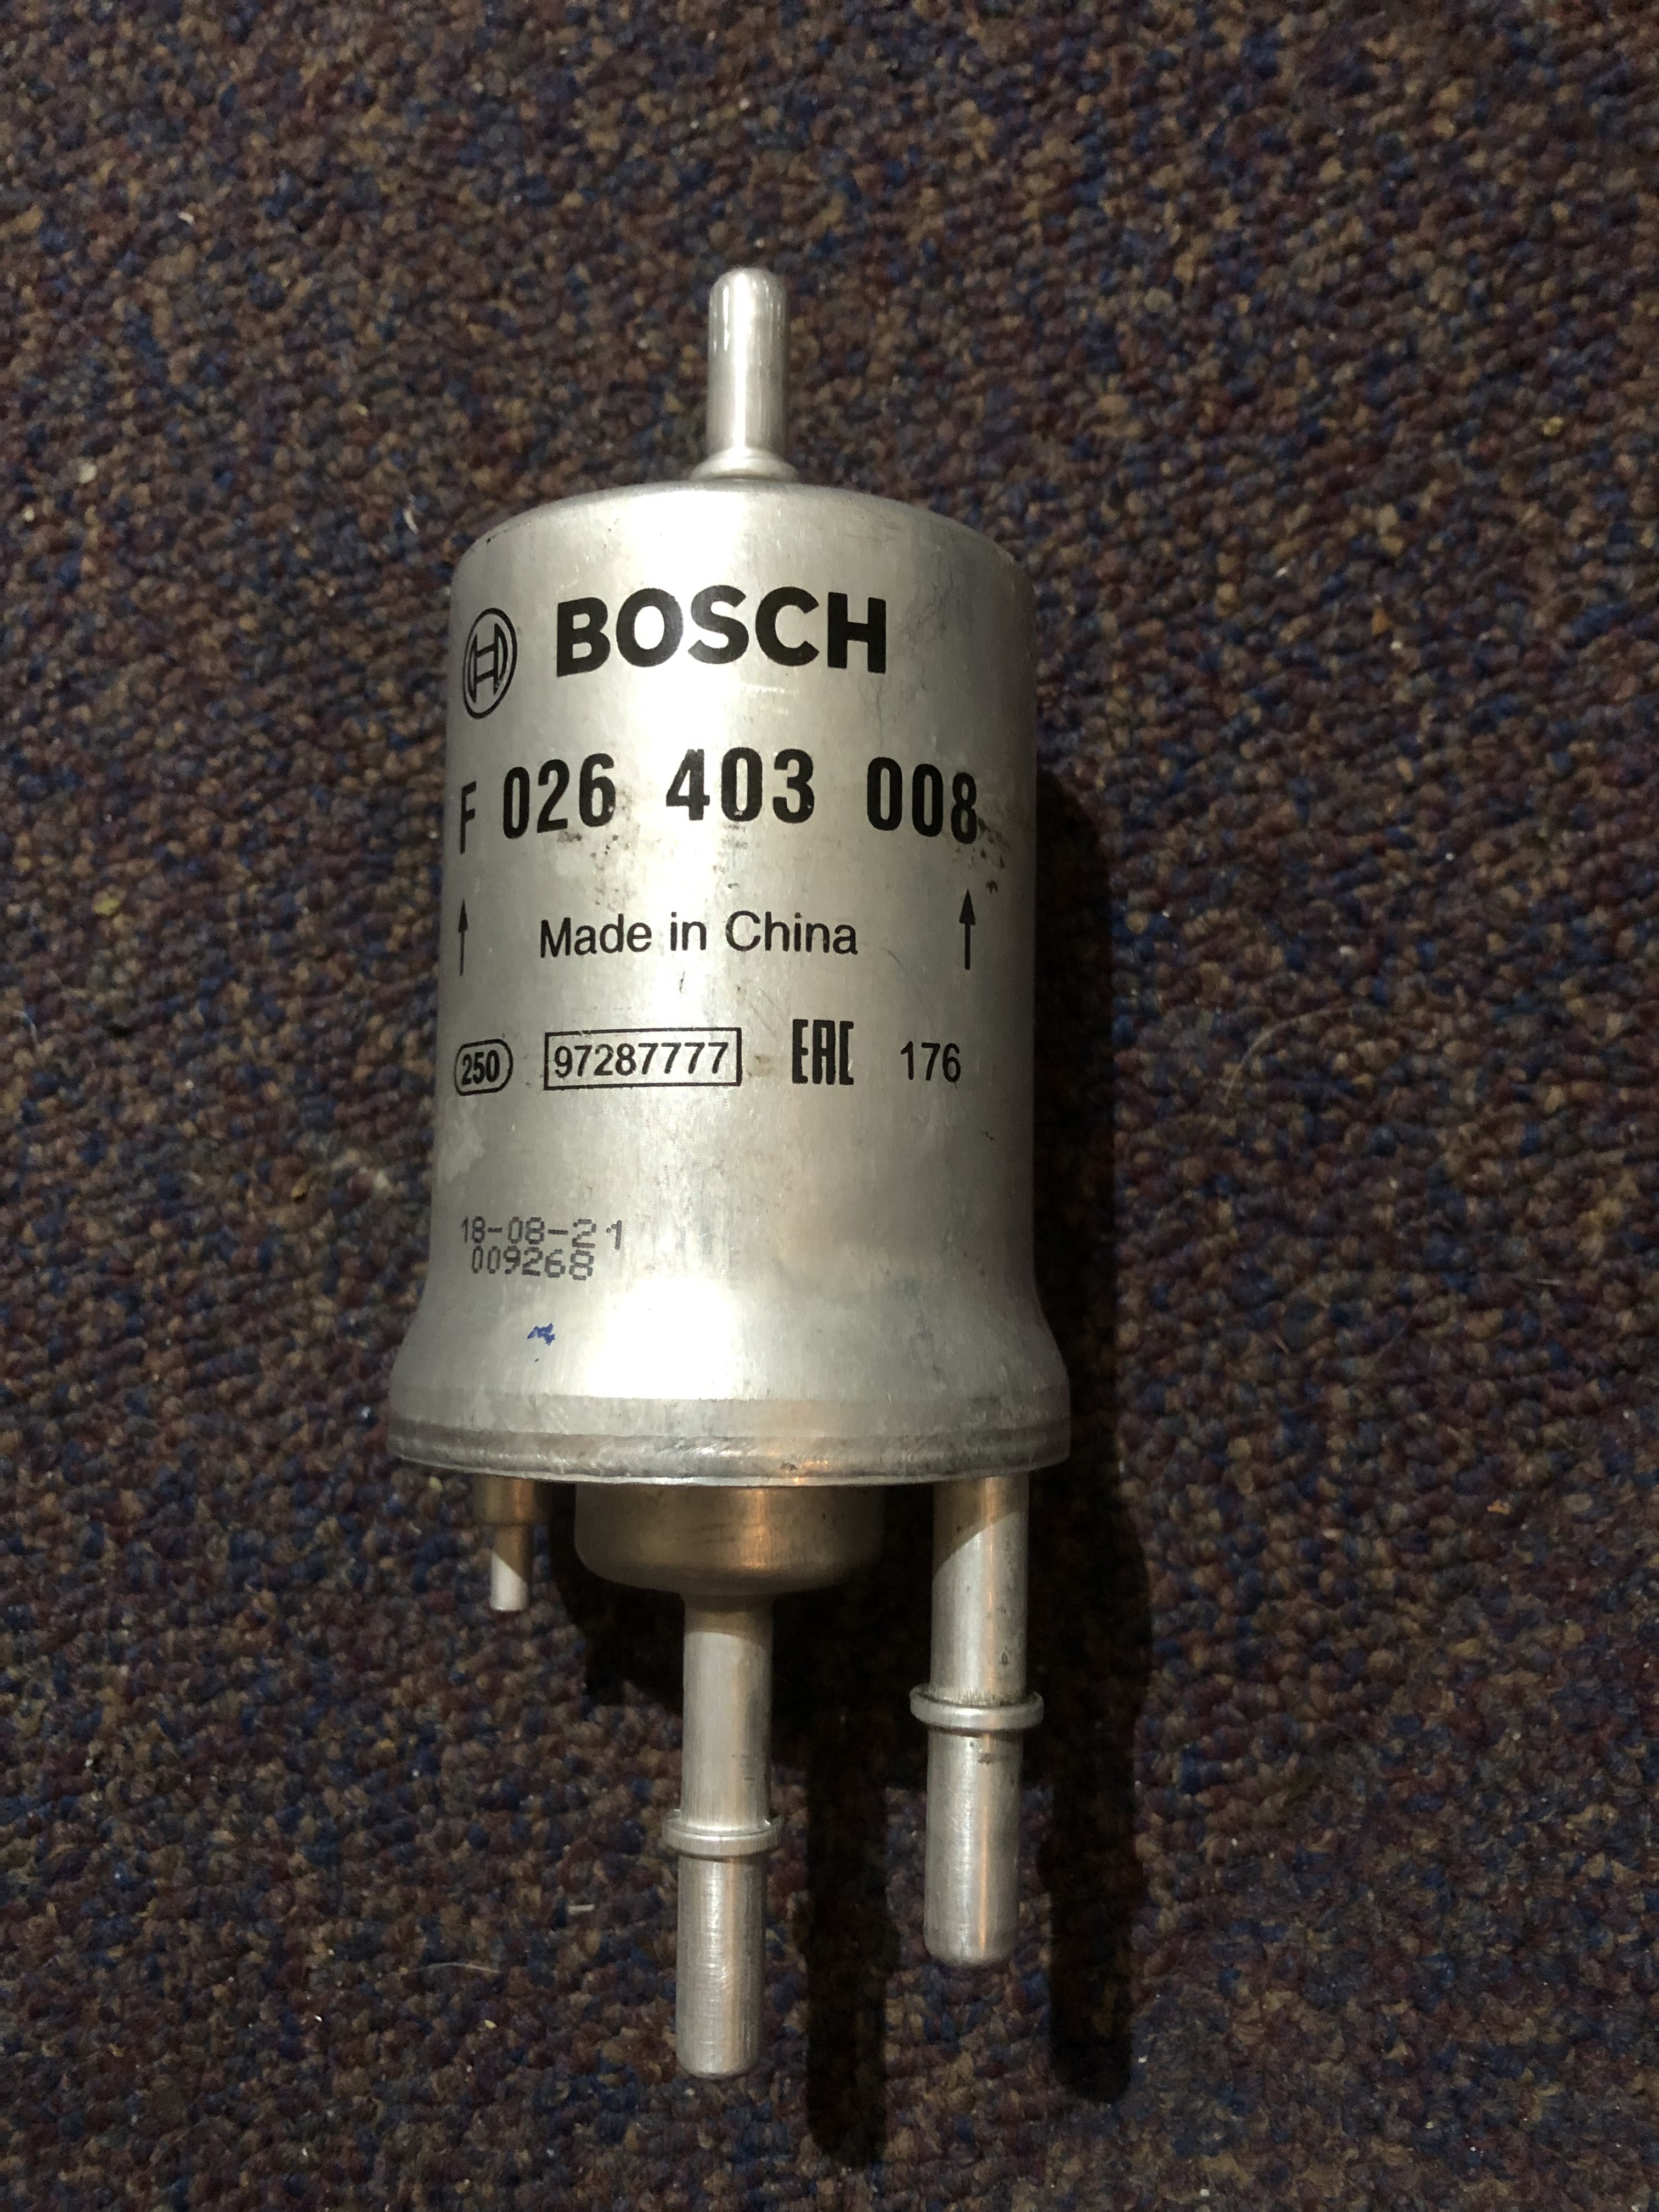 BOSCH
F 026 403 008
Made in China
250 97287777 EAC 176
18-08-21
009268